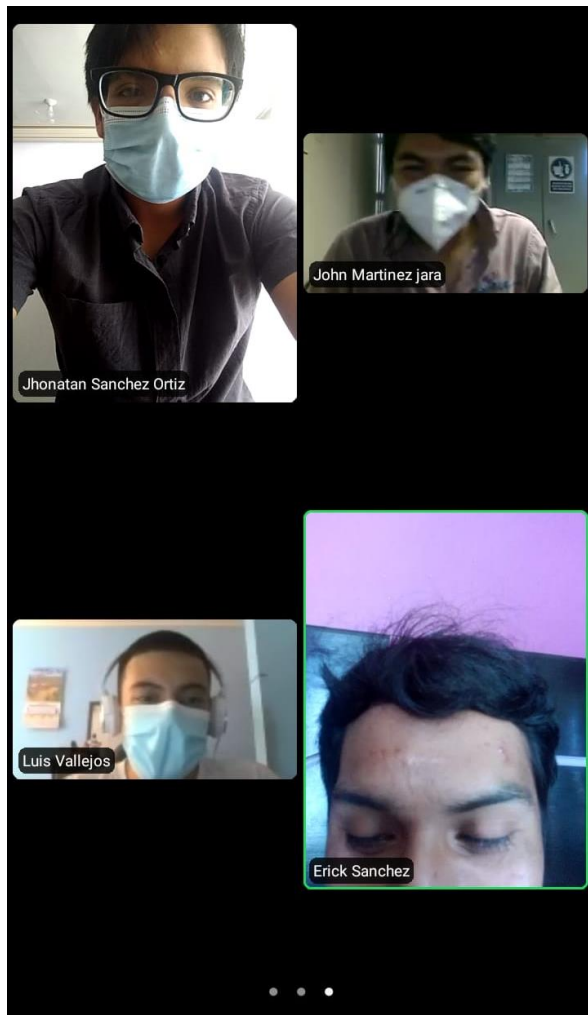 Jhonatan Sanchez Ortiz
John Martinez jara
Luis Vallejos
Erick Sanchez